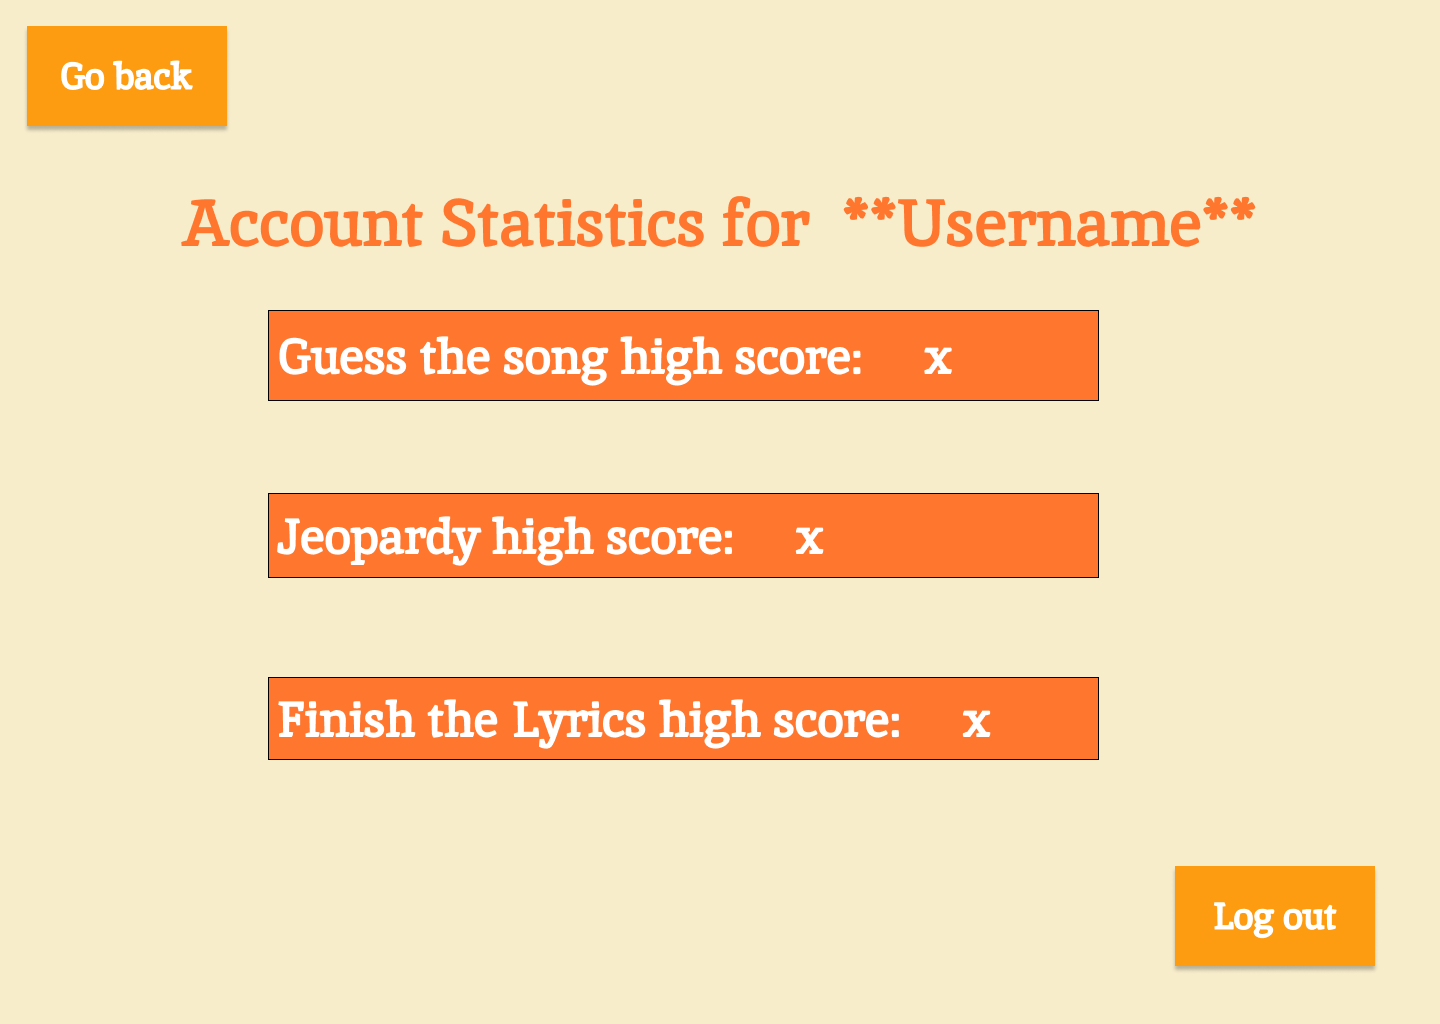 Go back
Account Statistics for **Username**
Guess the song high score: x
Jeopardy high score: x
Finish the Lyrics high score: x
Log out